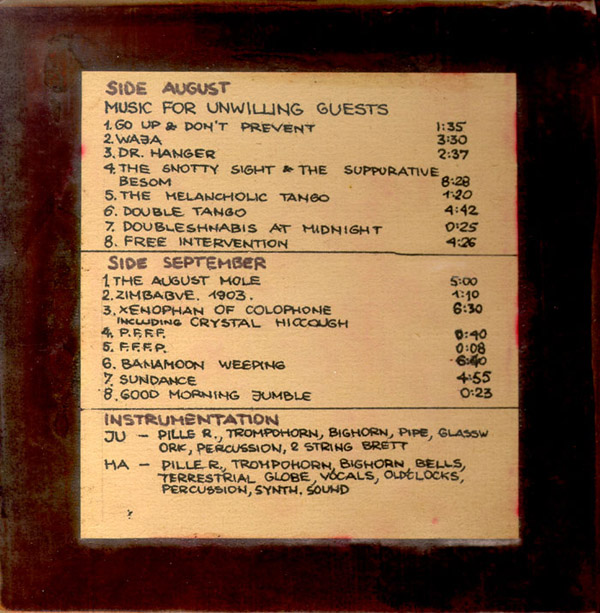 SIDE AUGUST
MUSIC FOR UNWILLING GUESTS
1. GO UP & DON'T PREVENT 1:35
2. WAJA 3:30
3. DR. HANGER 2:37
4. THE SNOTTY SIGHT & THE SUPPURATIVE
BESOM 8:28
5. THE MELANCHOLIC TANGO 1:20
6. DOUBLE TANGO 4:42
7. DOUBLESHNABIS AT MIDNIGHT 0:25
8. FREE INTERVENTION 4:26
SIDE SEPTEMBER
1. THE AUGUST MOLE 5:00
2. ZIMBABVE. 1903. 1:10
3. XENOPHAN OF COLOPHONE 6:30
INCLUDING CRYSTAL HICCOUGH
4. P.F.F.F. 0:40
5. F.F.F.P. 0:08
6. BANAMOON WEEPING 6:40
7. SUNDANCE 4:55
8. GOOD MORNING JUMBLE 0:23
INSTRUMENTATION
JU – PILLE R., TROMPOHORN, BIGHORN, PIPE, GLASSW
ORK, PERCUSSION, 2 STRING BRETT
HA – PILLE.R., TROMPOHORN, BIGHORN BELLS,
TERRESTRIAL GLOBE, VOCALS, OLD CLOCKS,
PERCUSSION, SYNTH. SOUND
?